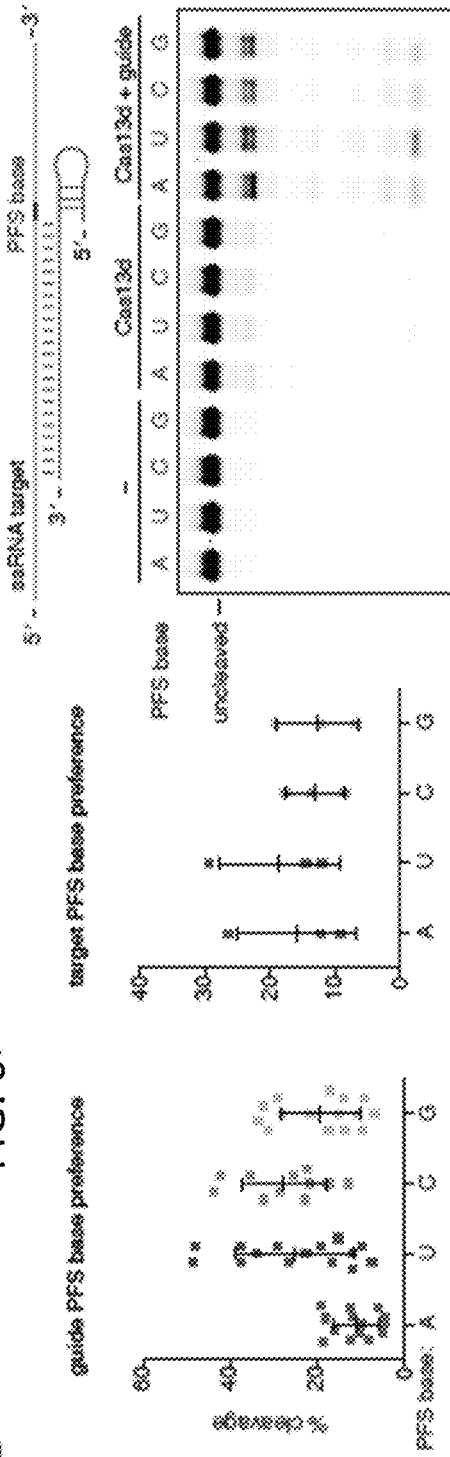 guide PFS base preference
60
40
20
0
% cleavage
PFS base: A U C G
target PFS base preference
40
30
20
10
0
A U C G
5'
ssRNA target
PFS base
3'
3'
5'
-
Cas13d
Cas13d + guide
PFS base
A U C G A U C G A U C G
uncleaved